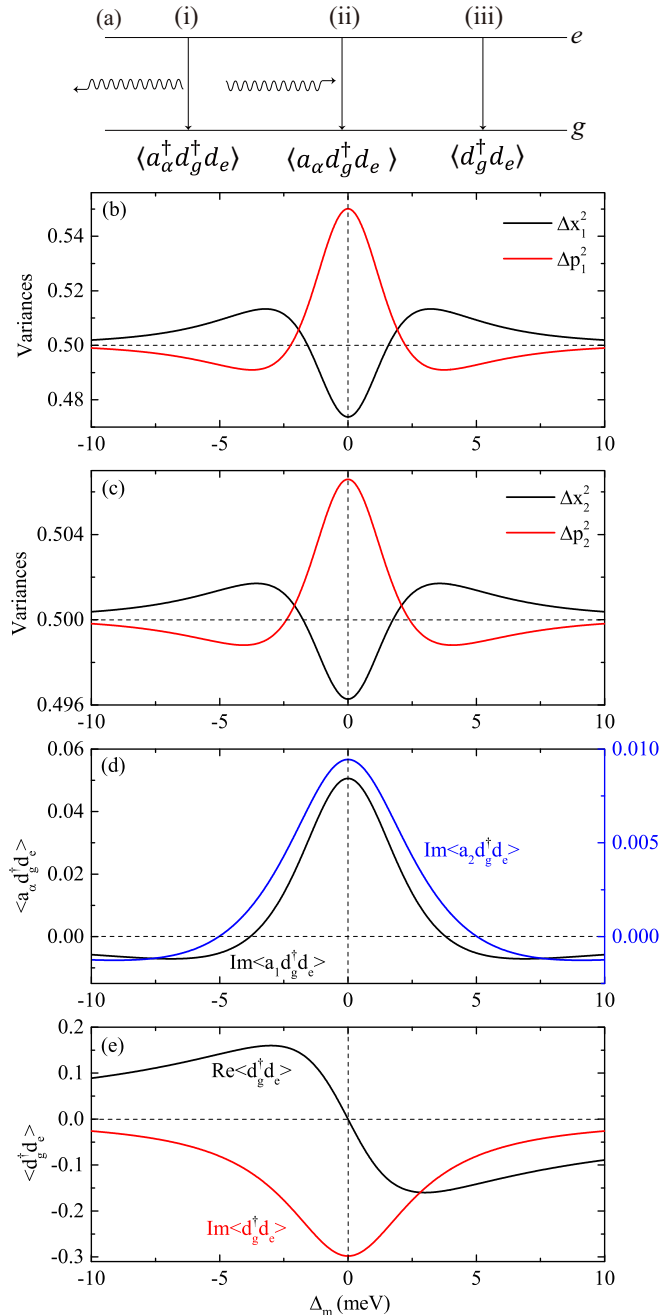 (a) (i) (ii) (iii)
e
g
⟨a†αd†gde⟩ ⟨aαd†gde ⟩ ⟨d†gde⟩
(b)
Δx₁²
Δp₁²
Variances
0.54
0.52
0.50
0.48
-10 -5 0 5 10
(c)
Δx₂²
Δp₂²
Variances
0.504
0.500
0.496
-10 -5 0 5 10
(d)
<aαd†gde>
0.06
0.04
0.02
0.00
0.010
0.005
0.000
Im<a₂d†gde>
Im<a₁d†gde>
-10 -5 0 5 10
(e)
<d†gde>
0.2
0.1
0.0
-0.1
-0.2
-0.3
Re<d†gde>
Im<d†gde>
-10 -5 0 5 10
Δm (meV)